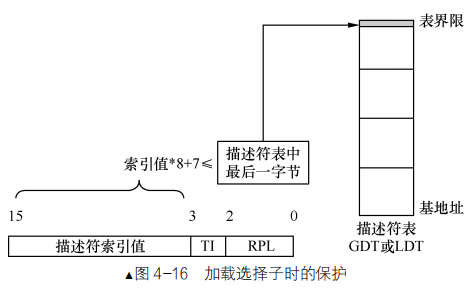 表界限
描述符表中
最后一字节
索引值*8+7≤
基地址
15 3 2 0
描述符表
GDT或LDT
描述符索引值 TI RPL
▲图4-16 加载选择子时的保护